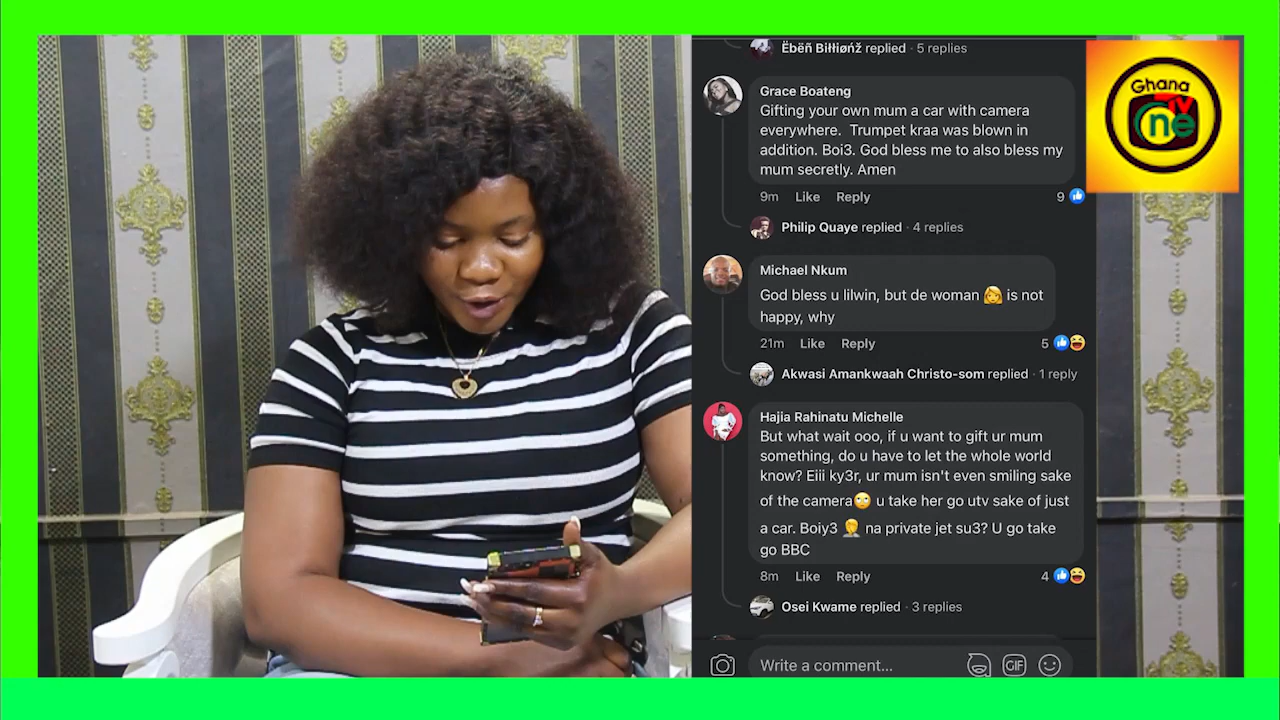 Ëbëñ Biłłiøńž replied · 5 replies
Ghana
TV
One
Grace Boateng
Gifting your own mum a car with camera
everywhere. Trumpet kraa was blown in
addition. Boi3. God bless me to also bless my
mum secretly. Amen
9m Like Reply 9
Philip Quaye replied · 4 replies
Michael Nkum
God bless u lilwin, but de woman 👩 is not
happy, why
21m Like Reply 5
Akwasi Amankwaah Christo-som replied · 1 reply
Hajia Rahinatu Michelle
But what wait ooo, if u want to gift ur mum
something, do u have to let the whole world
know? Eiii ky3r, ur mum isn't even smiling sake
of the camera🙄 u take her go utv sake of just
a car. Boiy3 🤦 na private jet su3? U go take
go BBC
8m Like Reply 4
Osei Kwame replied · 3 replies
Write a comment...
GIF